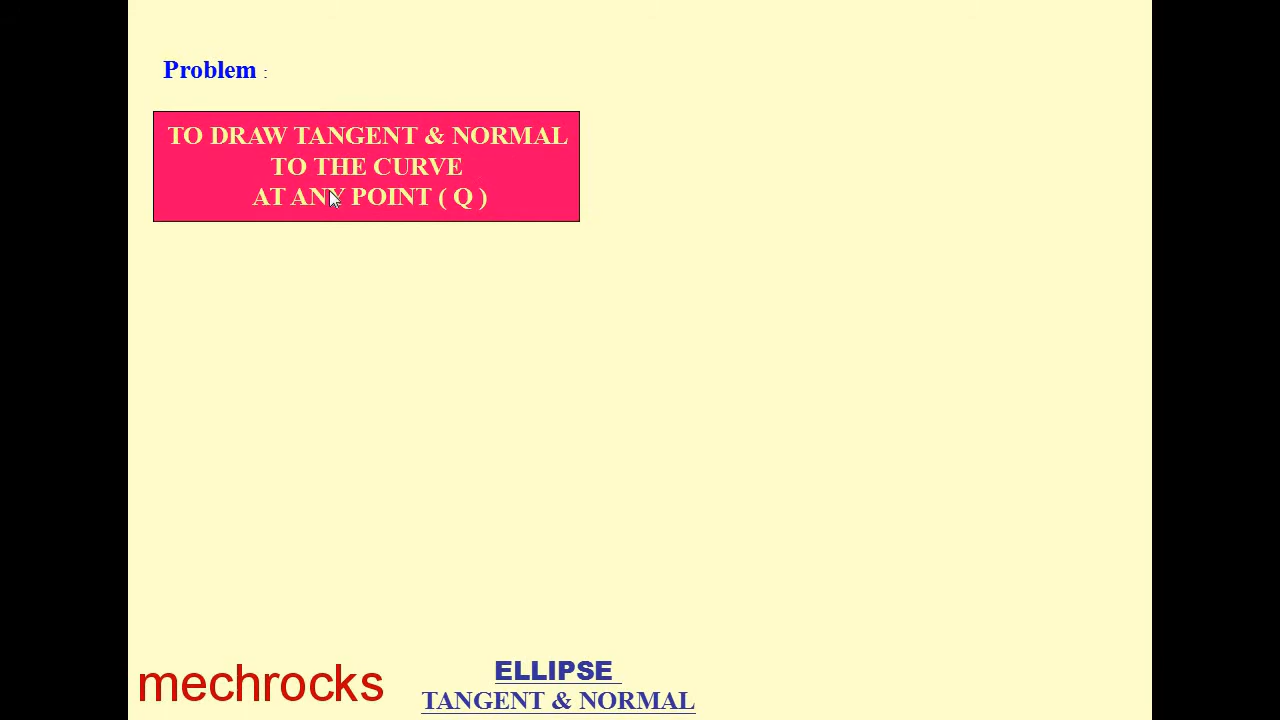 Problem :
TO DRAW TANGENT & NORMAL
TO THE CURVE
AT ANY POINT ( Q )
mechrocks
ELLIPSE
TANGENT & NORMAL